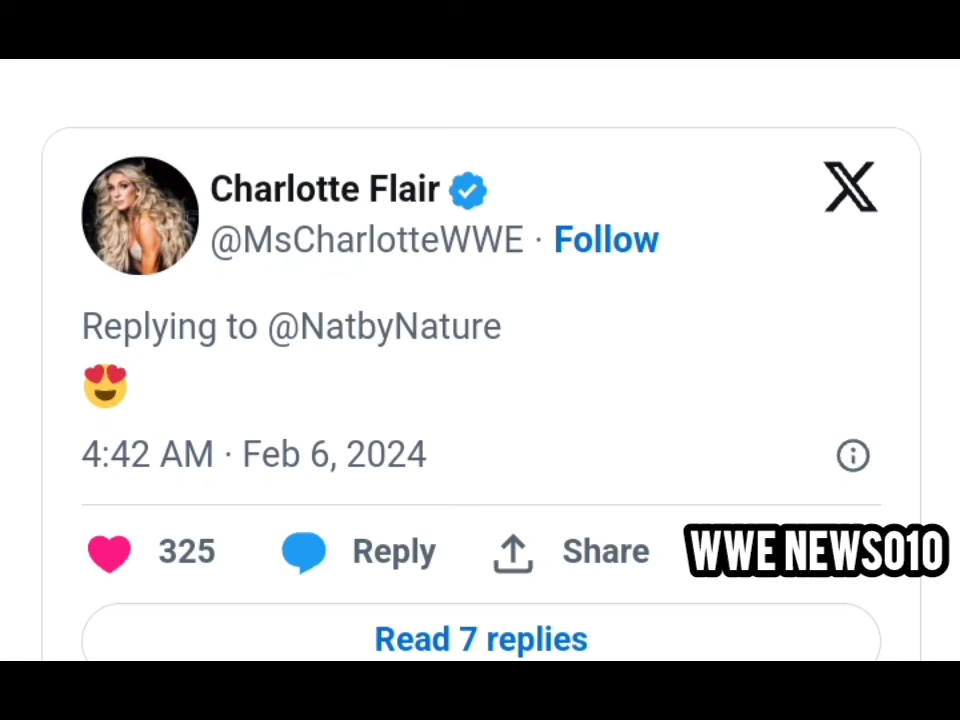 Charlotte Flair
@MsCharlotteWWE · Follow
Replying to @NatbyNature
😍
4:42 AM · Feb 6, 2024
325 Reply Share
WWE NEWS010
Read 7 replies